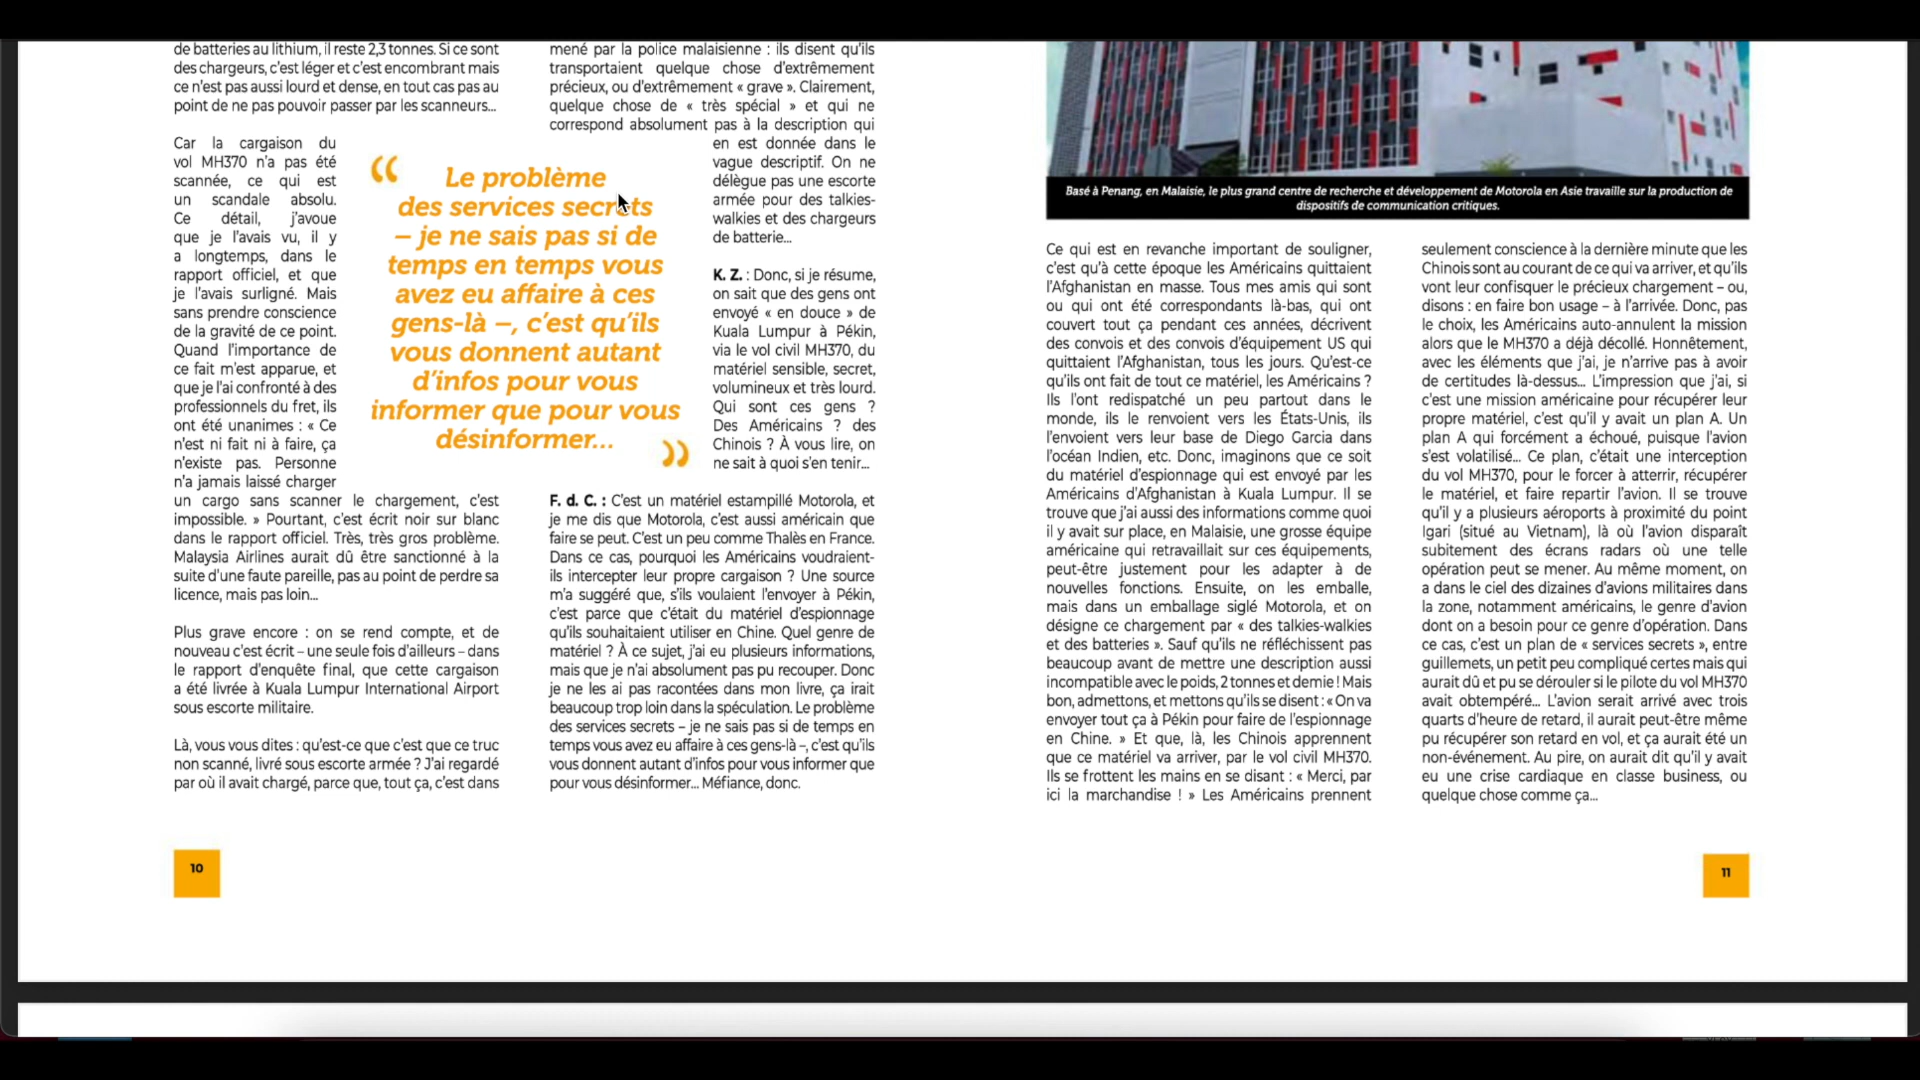 de batteries au lithium, il reste 2,3 tonnes. Si ce sont
des chargeurs, c’est léger et c’est encombrant mais
ce n’est pas aussi lourd et dense, en tout cas pas au
point de ne pas pouvoir passer par les scanneurs...
Car la cargaison du
vol MH370 n’a pas été
scannée, ce qui est
un scandale absolu.
Ce détail, j’avoue
que je l’avais vu, il y
a longtemps, dans le
rapport officiel, et que
je l’avais surligné. Mais
sans prendre conscience
de la gravité de ce point.
Quand l’importance de
ce fait m’est apparue, et
que je l’ai confronté à des
professionnels du fret, ils
ont été unanimes : « Ce
n’est ni fait ni à faire, ça
n’existe pas. Personne
n’a jamais laissé charger
un cargo sans scanner le chargement, c’est
impossible. » Pourtant, c’est écrit noir sur blanc
dans le rapport officiel. Très, très gros problème.
Malaysia Airlines aurait dû être sanctionné à la
suite d’une faute pareille, pas au point de perdre sa
licence, mais pas loin...
Plus grave encore : on se rend compte, et de
nouveau c’est écrit – une seule fois d’ailleurs – dans
le rapport d’enquête final, que cette cargaison
a été livrée à Kuala Lumpur International Airport
sous escorte militaire.
Là, vous vous dites : qu’est-ce que c’est que ce truc
non scanné, livré sous escorte armée ? J’ai regardé
par où il avait chargé, parce que, tout ça, c’est dans
“ Le problème
des services secrets
– je ne sais pas si de
temps en temps vous
avez eu affaire à ces
gens-là –, c’est qu’ils
vous donnent autant
d’infos pour vous
informer que pour vous
désinformer... ”
mené par la police malaisienne : ils disent qu’ils
transportaient quelque chose d’extrêmement
précieux, ou d’extrêmement « grave ». Clairement,
quelque chose de « très spécial » et qui ne
correspond absolument pas à la description qui
en est donnée dans le
vague descriptif. On ne
délègue pas une escorte
armée pour des talkies-
walkies et des chargeurs
de batterie...
K. Z. : Donc, si je résume,
on sait que des gens ont
envoyé « en douce » de
Kuala Lumpur à Pékin,
via le vol civil MH370, du
matériel sensible, secret,
volumineux et très lourd.
Qui sont ces gens ?
Des Américains ? des
Chinois ? À vous lire, on
ne sait à quoi s’en tenir...
F. d. C. : C’est un matériel estampillé Motorola, et
je me dis que Motorola, c’est aussi américain que
faire se peut. C’est un peu comme Thalès en France.
Dans ce cas, pourquoi les Américains voudraient-
ils intercepter leur propre cargaison ? Une source
m’a suggéré que, s’ils voulaient l’envoyer à Pékin,
c’est parce que c’était du matériel d’espionnage
qu’ils souhaitaient utiliser en Chine. Quel genre de
matériel ? À ce sujet, j’ai eu plusieurs informations,
mais que je n’ai absolument pas pu recouper. Donc
je ne les ai pas racontées dans mon livre, ça irait
beaucoup trop loin dans la spéculation. Le problème
des services secrets – je ne sais pas si de temps en
temps vous avez eu affaire à ces gens-là –, c’est qu’ils
vous donnent autant d’infos pour vous informer que
pour vous désinformer... Méfiance, donc.
10
Basé à Penang, en Malaisie, le plus grand centre de recherche et développement de Motorola en Asie travaille sur la production de
dispositifs de communication critiques.
Ce qui est en revanche important de souligner,
c’est qu’à cette époque les Américains quittaient
l’Afghanistan en masse. Tous mes amis qui sont
ou qui ont été correspondants là-bas, qui ont
couvert tout ça pendant ces années, décrivent
des convois et des convois d’équipement US qui
quittaient l’Afghanistan, tous les jours. Qu’est-ce
qu’ils ont fait de tout ce matériel, les Américains ?
Ils l’ont redispatché un peu partout dans le
monde, ils le renvoient vers les États-Unis, ils
l’envoient vers leur base de Diego Garcia dans
l’océan Indien, etc. Donc, imaginons que ce soit
du matériel d’espionnage qui est envoyé par les
Américains d’Afghanistan à Kuala Lumpur. Il se
trouve que j’ai aussi des informations comme quoi
il y avait sur place, en Malaisie, une grosse équipe
américaine qui retravaillait sur ces équipements,
peut-être justement pour les adapter à de
nouvelles fonctions. Ensuite, on les emballe,
mais dans un emballage siglé Motorola, et on
désigne ce chargement par « des talkies-walkies
et des batteries ». Sauf qu’ils ne réfléchissent pas
beaucoup avant de mettre une description aussi
incompatible avec le poids, 2 tonnes et demie ! Mais
bon, admettons, et mettons qu’ils se disent : « On va
envoyer tout ça à Pékin pour faire de l’espionnage
en Chine. » Et que, là, les Chinois apprennent
que ce matériel va arriver, par le vol civil MH370.
Ils se frottent les mains en se disant : « Merci, par
ici la marchandise ! » Les Américains prennent
seulement conscience à la dernière minute que les
Chinois sont au courant de ce qui va arriver, et qu’ils
vont leur confisquer le précieux chargement – ou,
disons : en faire bon usage – à l’arrivée. Donc, pas
le choix, les Américains auto-annulent la mission
alors que le MH370 a déjà décollé. Honnêtement,
avec les éléments que j’ai, je n’arrive pas à avoir
de certitudes là-dessus... L’impression que j’ai, si
c’est une mission américaine pour récupérer leur
propre matériel, c’est qu’il y avait un plan A. Un
plan A qui forcément a échoué, puisque l’avion
s’est volatilisé... Ce plan, c’était une interception
du vol MH370, pour le forcer à atterrir, récupérer
le matériel, et faire repartir l’avion. Il se trouve
qu’il y a plusieurs aéroports à proximité du point
Igari (situé au Vietnam), là où l’avion disparaît
subitement des écrans radars où une telle
opération peut se mener. Au même moment, on
a dans le ciel des dizaines d’avions militaires dans
la zone, notamment américains, le genre d’avion
dont on a besoin pour ce genre d’opération. Dans
ce cas, c’est un plan de « services secrets », entre
guillemets, un petit peu compliqué certes mais qui
aurait dû et pu se dérouler si le pilote du vol MH370
avait obtempéré... L’avion serait arrivé avec trois
quarts d’heure de retard, il aurait peut-être même
pu récupérer son retard en vol, et ça aurait été un
non-événement. Au pire, on aurait dit qu’il y avait
eu une crise cardiaque en classe business, ou
quelque chose comme ça...
11